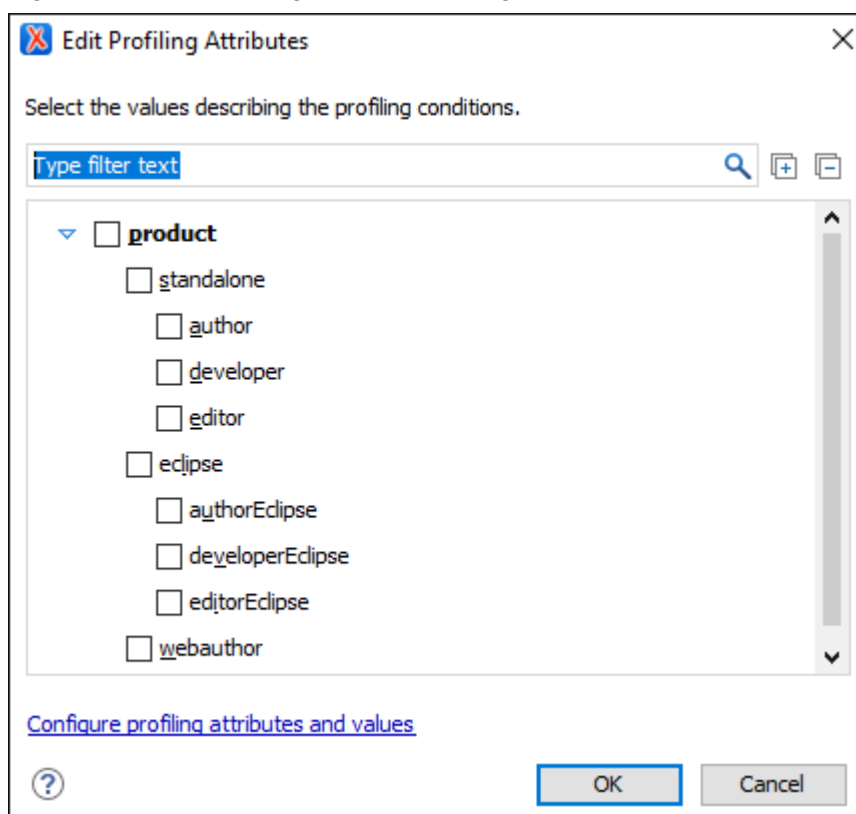 Edit Profiling Attributes
Select the values describing the profiling conditions.
Type filter text
product
standalone
author
developer
editor
eclipse
authorEclipse
developerEclipse
editorEclipse
webauthor
Configure profiling attributes and values
OK Cancel